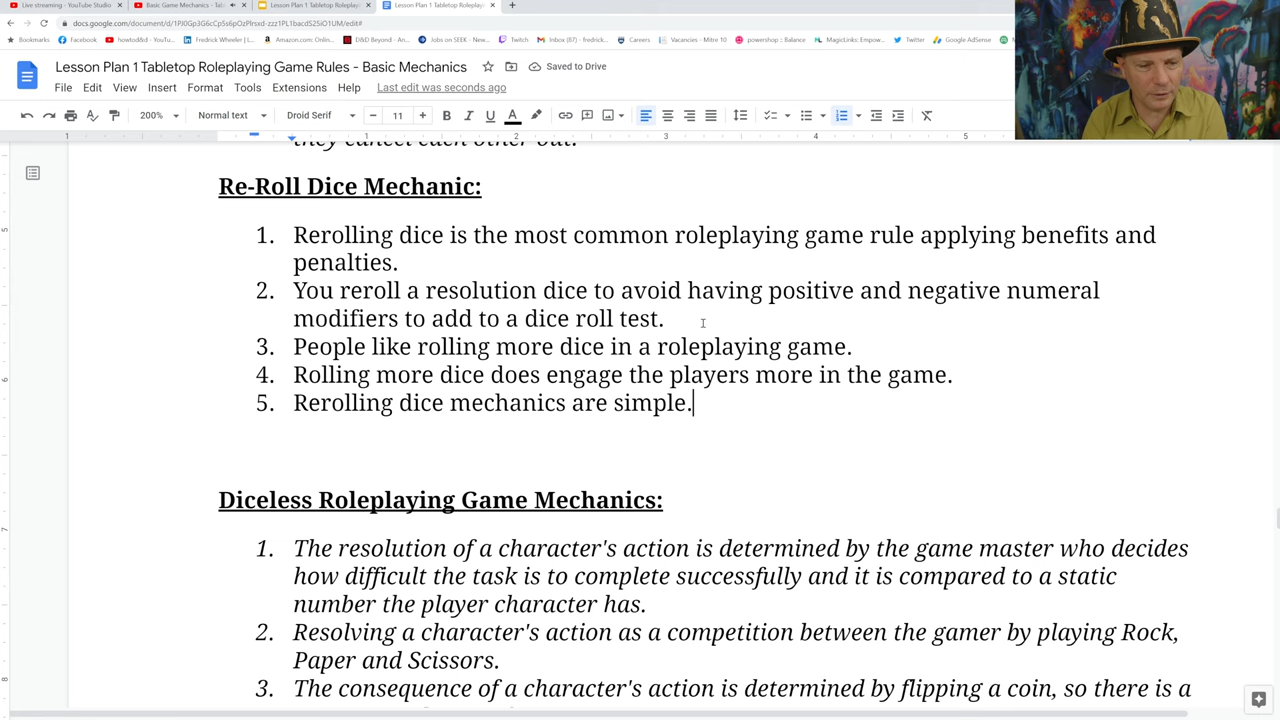 Live streaming - YouTube Studio
Basic Game Mechanics - Tab
Lesson Plan 1 Tabletop Roleplay
Lesson Plan 1 Tabletop Roleplay
docs.google.com/document/d/
Bookmarks Facebook howtod&d - YouTu... Fredrick Wheeler | L... Amazon.com: Onlin... D&D Beyond - An... Jobs on SEEK - New... Twitch Inbox (87) - fredrick... Careers Vacancies - Mitre 10 powershop :: Balance MagicLinks: Empow... Twitter Google AdSense
Lesson Plan 1 Tabletop Roleplaying Game Rules - Basic Mechanics
Saved to Drive
File Edit View Insert Format Tools Extensions Help Last edit was seconds ago
200% Normal text Droid Serif 11 B I U A
1 1 2 3 4 5
they cancel each other out.
Re-Roll Dice Mechanic:
1. Rerolling dice is the most common roleplaying game rule applying benefits and
penalties.
2. You reroll a resolution dice to avoid having positive and negative numeral
modifiers to add to a dice roll test.
3. People like rolling more dice in a roleplaying game.
4. Rolling more dice does engage the players more in the game.
5. Rerolling dice mechanics are simple.
Diceless Roleplaying Game Mechanics:
1. The resolution of a character's action is determined by the game master who decides
how difficult the task is to complete successfully and it is compared to a static
number the player character has.
2. Resolving a character's action as a competition between the gamer by playing Rock,
Paper and Scissors.
3. The consequence of a character's action is determined by flipping a coin, so there is a